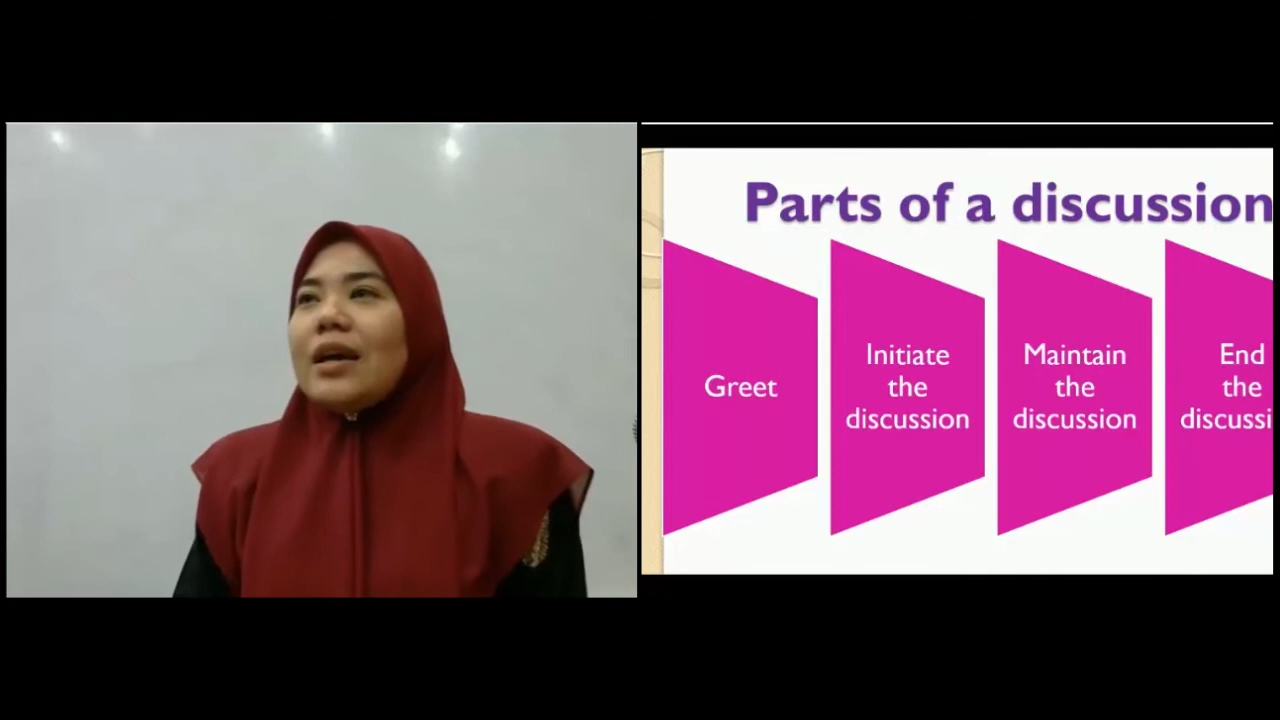 Parts of a discussion
Greet
Initiate
the
discussion
Maintain
the
discussion
End
the
discussi